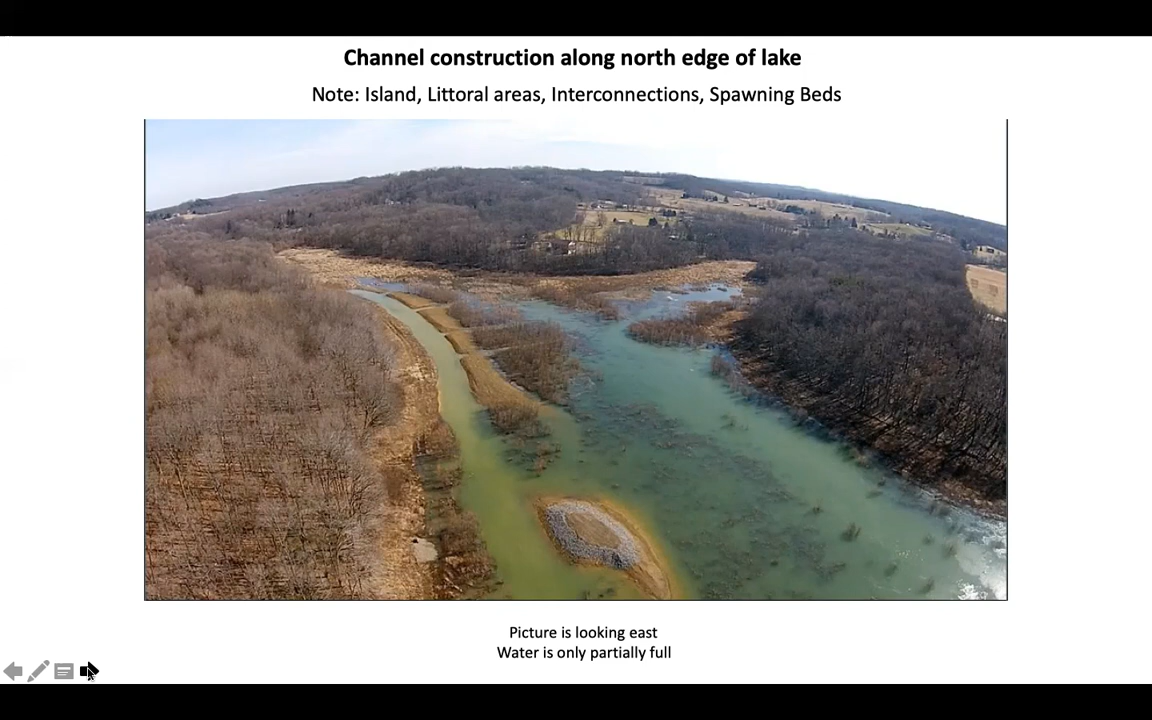 Channel construction along north edge of lake
Note: Island, Littoral areas, Interconnections, Spawning Beds
Picture is looking east
Water is only partially full